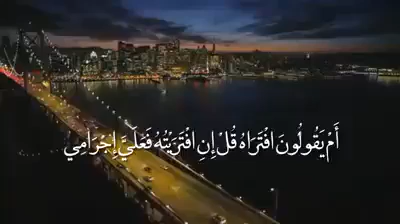 أَمْ يَقُولُونَ افْتَرَاهُ قُلْ إِنِ افْتَرَيْتُهُ فَعَلَيَّ إِجْرَامِي